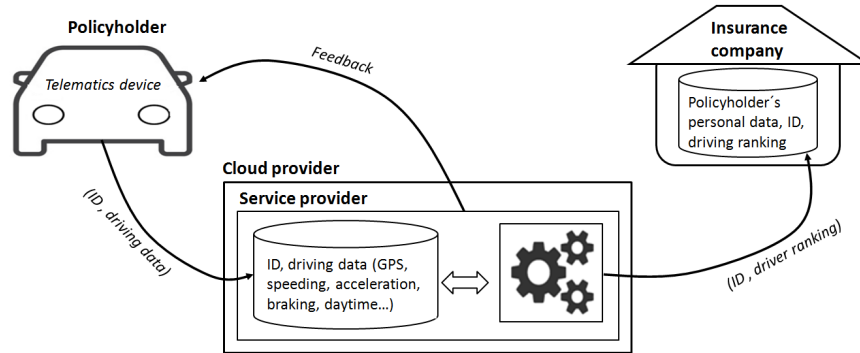 Policyholder
Telematics device
Feedback
Insurance
company
Policyholder´s
personal data, ID,
driving ranking
Cloud provider
Service provider
(ID , driving data)
ID, driving data (GPS,
speeding, acceleration,
braking, daytime…)
(ID , driver ranking)